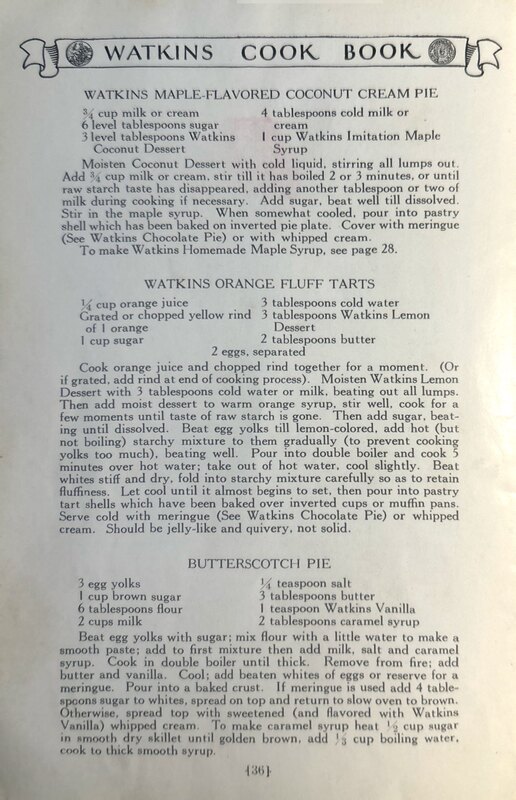 WATKINS COOK BOOK
WATKINS MAPLE-FLAVORED COCONUT CREAM PIE
¾ cup milk or cream
6 level tablespoons sugar
3 level tablespoons Watkins
Coconut Dessert
4 tablespoons cold milk or
cream
1 cup Watkins Imitation Maple
Syrup
Moisten Coconut Dessert with cold liquid, stirring all lumps out.
Add ¾ cup milk or cream, stir till it has boiled 2 or 3 minutes, or until
raw starch taste has disappeared, adding another tablespoon or two of
milk during cooking if necessary. Add sugar, beat well till dissolved.
Stir in the maple syrup. When somewhat cooled, pour into pastry
shell which has been baked on inverted pie plate. Cover with meringue
(See Watkins Chocolate Pie) or with whipped cream.
To make Watkins Homemade Maple Syrup, see page 28.
WATKINS ORANGE FLUFF TARTS
¼ cup orange juice
Grated or chopped yellow rind
of 1 orange
1 cup sugar
3 tablespoons cold water
3 tablespoons Watkins Lemon
Dessert
2 tablespoons butter
2 eggs, separated
Cook orange juice and chopped rind together for a moment. (Or
if grated, add rind at end of cooking process). Moisten Watkins Lemon
Dessert with 3 tablespoons cold water or milk, beating out all lumps.
Then add moist dessert to warm orange syrup, stir well, cook for a
few moments until taste of raw starch is gone. Then add sugar, beat-
ing until dissolved. Beat egg yolks till lemon-colored, add hot (but
not boiling) starchy mixture to them gradually (to prevent cooking
yolks too much), beating well. Pour into double boiler and cook 5
minutes over hot water; take out of hot water, cool slightly. Beat
whites stiff and dry, fold into starchy mixture carefully so as to retain
fluffiness. Let cool until it almost begins to set, then pour into pastry
tart shells which have been baked over inverted cups or muffin pans.
Serve cold with meringue (See Watkins Chocolate Pie) or whipped
cream. Should be jelly-like and quivery, not solid.
BUTTERSCOTCH PIE
3 egg yolks
1 cup brown sugar
6 tablespoons flour
2 cups milk
¼ teaspoon salt
3 tablespoons butter
1 teaspoon Watkins Vanilla
2 tablespoons caramel syrup
Beat egg yolks with sugar; mix flour with a little water to make a
smooth paste; add to first mixture then add milk, salt and caramel
syrup. Cook in double boiler until thick. Remove from fire; add
butter and vanilla. Cool; add beaten whites of eggs or reserve for a
meringue. Pour into a baked crust. If meringue is used add 4 table-
spoons sugar to whites, spread on top and return to slow oven to brown.
Otherwise, spread top with sweetened (and flavored with Watkins
Vanilla) whipped cream. To make caramel syrup heat ½ cup sugar
in smooth dry skillet until golden brown, add ⅓ cup boiling water,
cook to thick smooth syrup.
{36}